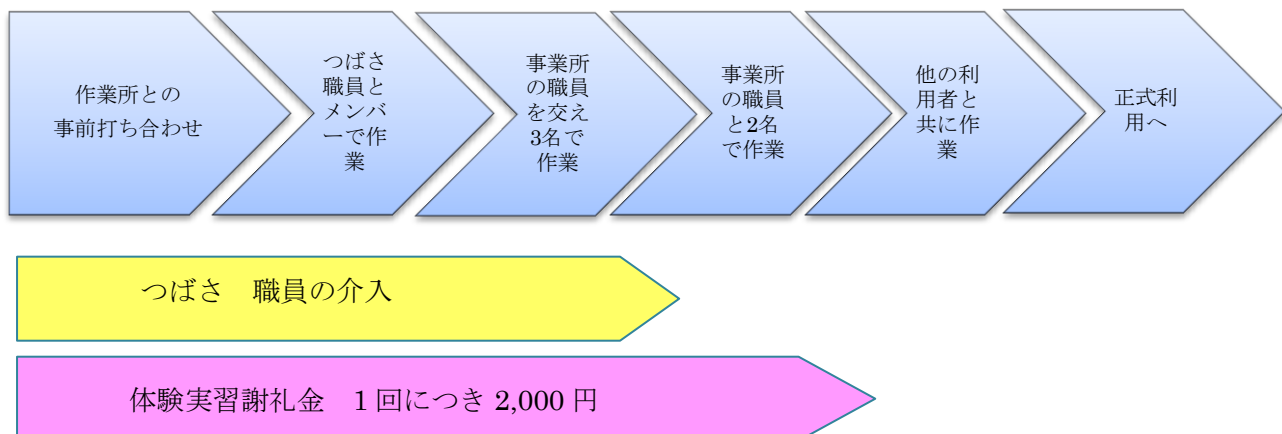 作業所との
事前打ち合わせ
つばさ
職員と
メンバ
ーで作
業
事業所
の職員
を交え
3名で
作業
事業所
の職員
と2名
で作業
他の利
用者と
共に作
業
正式利
用へ
つばさ　職員の介入
体験実習謝礼金　1回につき 2,000 円